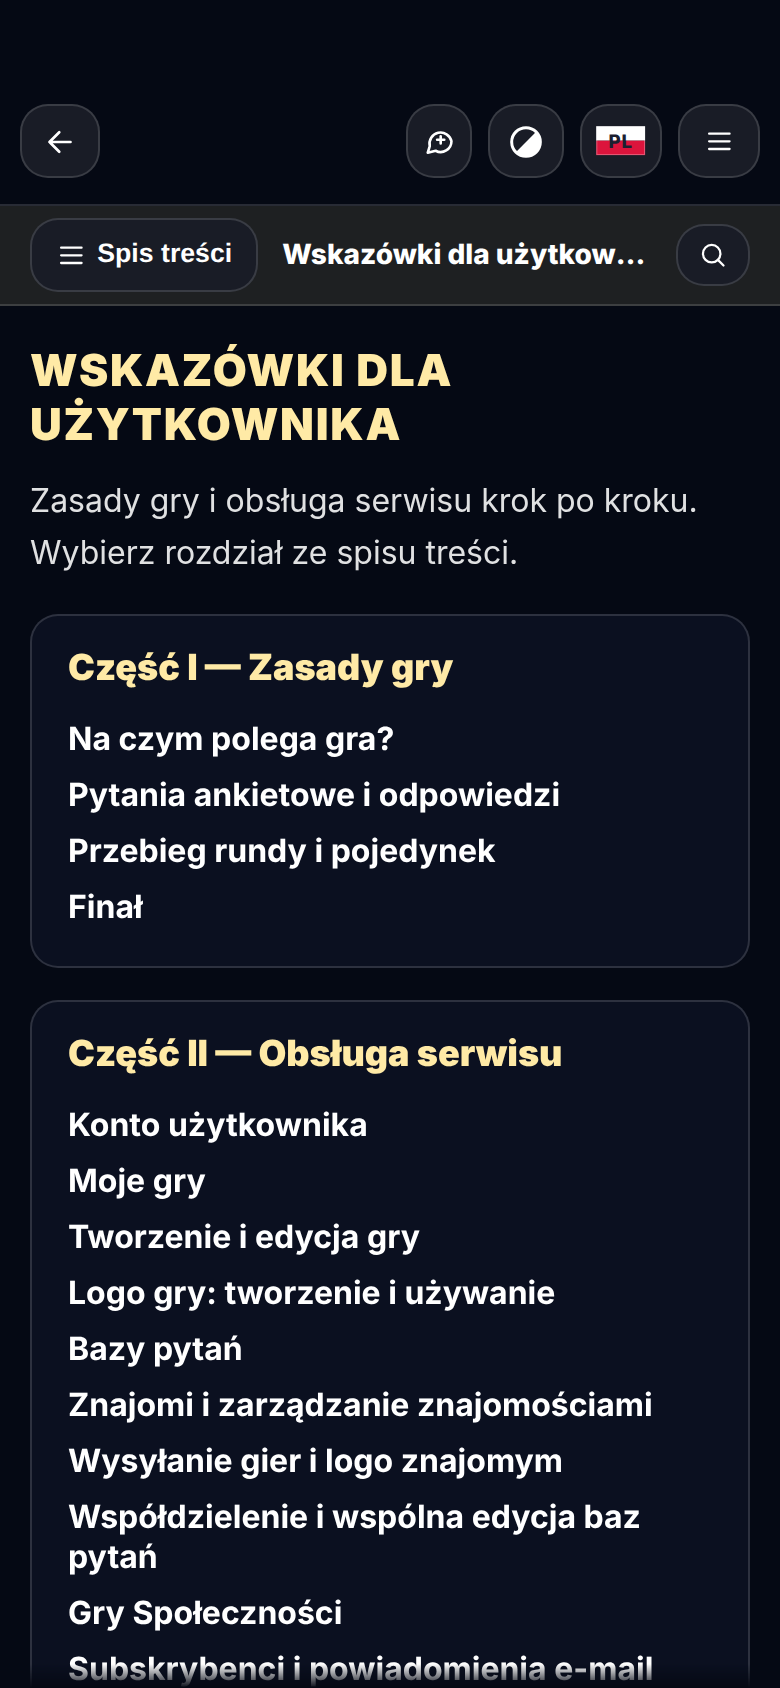 PL
Spis treści
Wskazówki dla użytkow...
WSKAZÓWKI DLA
UŻYTKOWNIKA
Zasady gry i obsługa serwisu krok po kroku.
Wybierz rozdział ze spisu treści.
Część I — Zasady gry
Na czym polega gra?
Pytania ankietowe i odpowiedzi
Przebieg rundy i pojedynek
Finał
Część II — Obsługa serwisu
Konto użytkownika
Moje gry
Tworzenie i edycja gry
Logo gry: tworzenie i używanie
Bazy pytań
Znajomi i zarządzanie znajomościami
Wysyłanie gier i logo znajomym
Współdzielenie i wspólna edycja baz
pytań
Gry Społeczności
Subskrybenci i powiadomienia e-mail